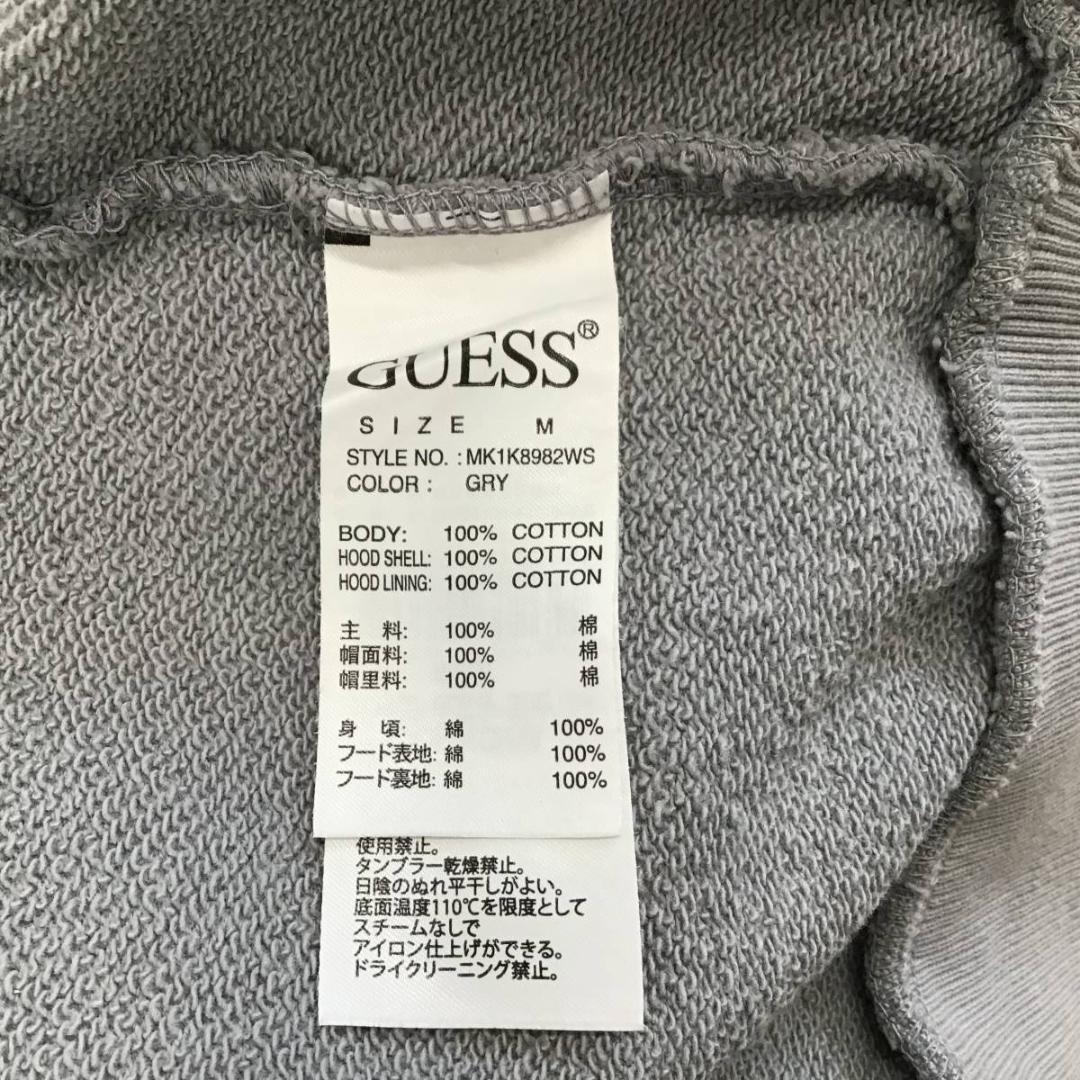 GUESS®
SIZE M
STYLE NO. : MK1K8982WS
COLOR : GRY
BODY: 100% COTTON
HOOD SHELL: 100% COTTON
HOOD LINING: 100% COTTON
主 料: 100% 棉
帽面料: 100% 棉
帽里料: 100% 棉
身 頃: 綿 100%
フード表地: 綿 100%
フード裏地: 綿 100%
使用禁止。
タンブラー乾燥禁止。
日陰のぬれ平干しがよい。
底面温度110℃を限度として
スチームなしで
アイロン仕上げができる。
ドライクリーニング禁止。